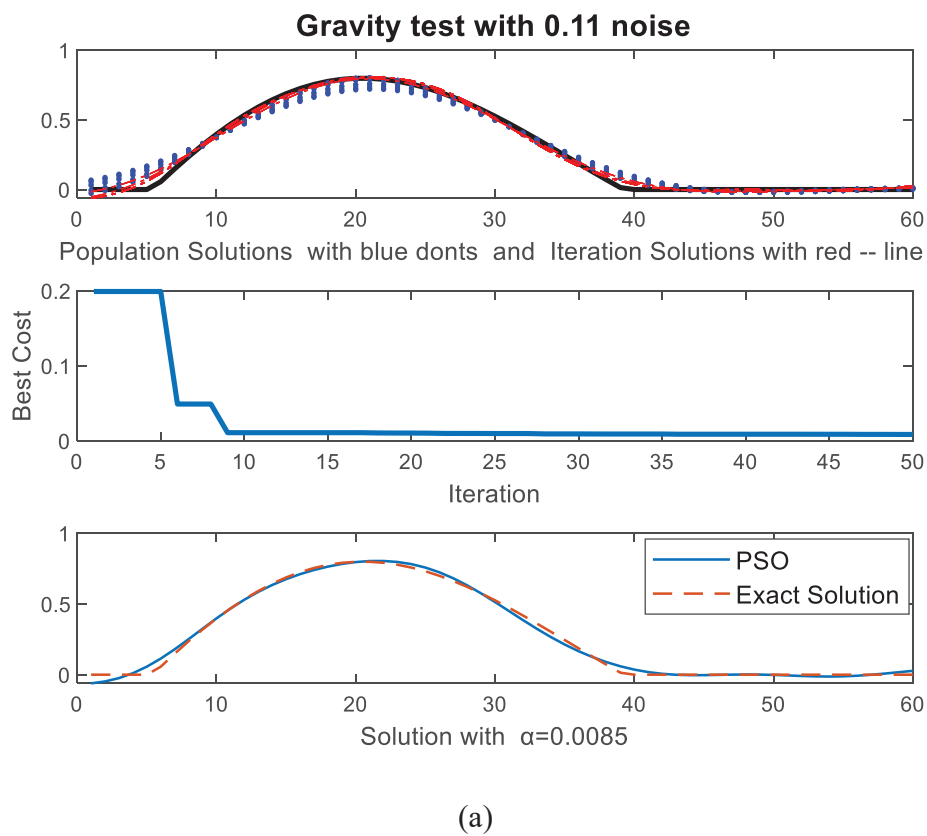 Gravity test with 0.11 noise
1
0.5
0
0 10 20 30 40 50 60
Population Solutions with blue donts and Iteration Solutions with red -- line
0.2
0.1
0
Best Cost
0 5 10 15 20 25 30 35 40 45 50
Iteration
1
0.5
0
PSO
Exact Solution
0 10 20 30 40 50 60
Solution with α=0.0085
(a)